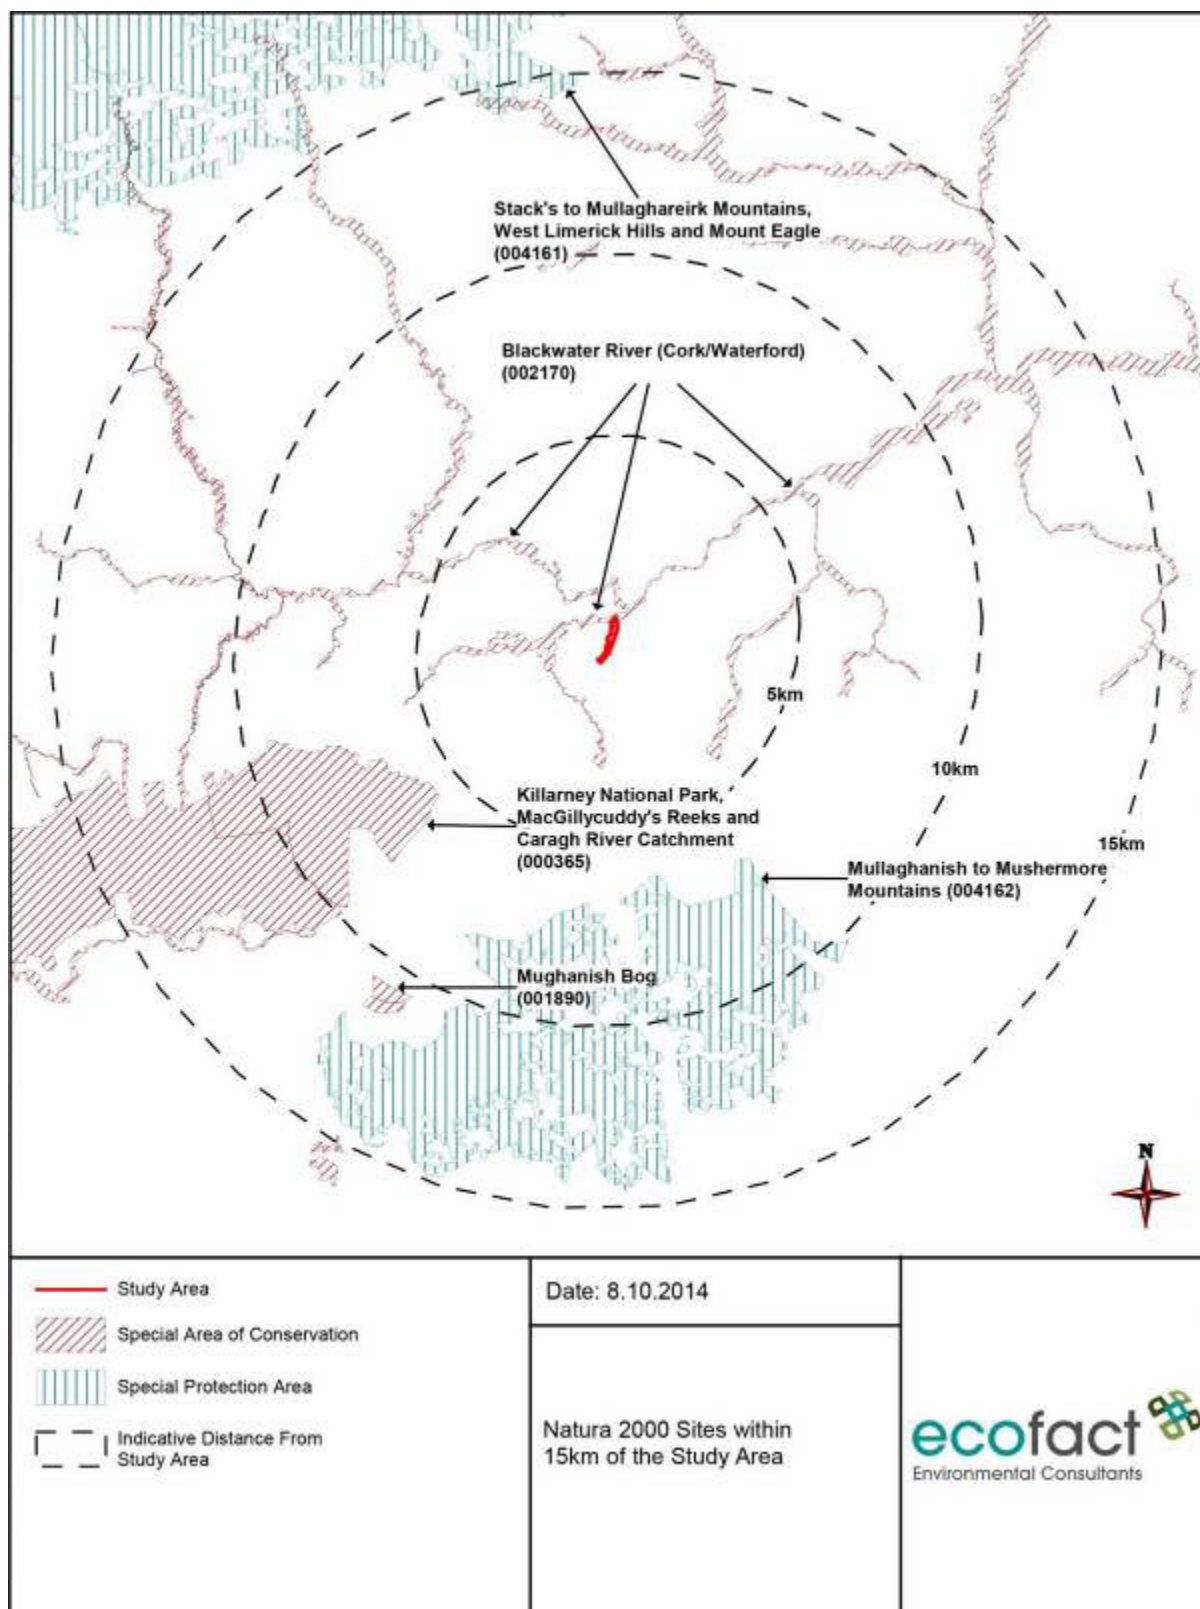 Stack's to Mullaghareirk Mountains,
West Limerick Hills and Mount Eagle
(004161)
Blackwater River (Cork/Waterford)
(002170)
5km
10km
15km
Killarney National Park,
MacGillycuddy's Reeks and
Caragh River Catchment
(000365)
Mullaghanish to Mushermore
Mountains (004162)
Mughanish Bog
(001890)
N
Study Area
Special Area of Conservation
Special Protection Area
Indicative Distance From
Study Area
Date: 8.10.2014
Natura 2000 Sites within
15km of the Study Area
ecofact
Environmental Consultants